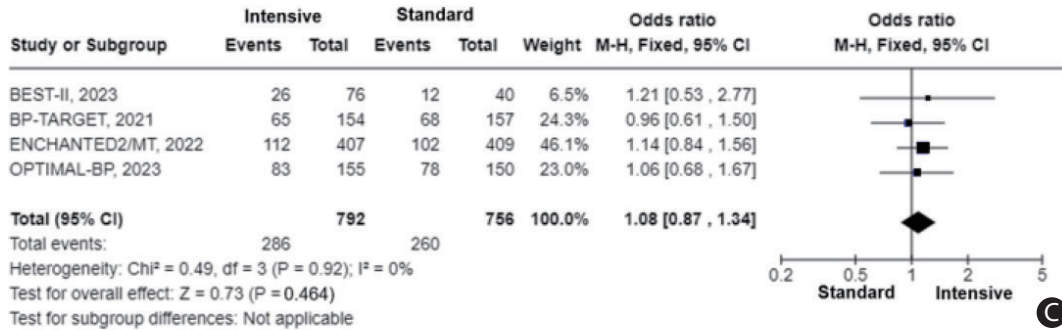 Intensive Standard Odds ratio Odds ratio
Study or Subgroup Events Total Events Total Weight M-H, Fixed, 95% CI M-H, Fixed, 95% CI
BEST-II, 2023 26 76 12 40 6.5% 1.21 [0.53 , 2.77]
BP-TARGET, 2021 65 154 68 157 24.3% 0.96 [0.61 , 1.50]
ENCHANTED2/MT, 2022 112 407 102 409 46.1% 1.14 [0.84 , 1.56]
OPTIMAL-BP, 2023 83 155 78 150 23.0% 1.06 [0.68 , 1.67]
Total (95% CI) 792 756 100.0% 1.08 [0.87 , 1.34]
Total events: 286 260
Heterogeneity: Chi² = 0.49, df = 3 (P = 0.92); I² = 0%
Test for overall effect: Z = 0.73 (P = 0.464)
Test for subgroup differences: Not applicable
0.2 0.5 1 2 5
Standard Intensive
C